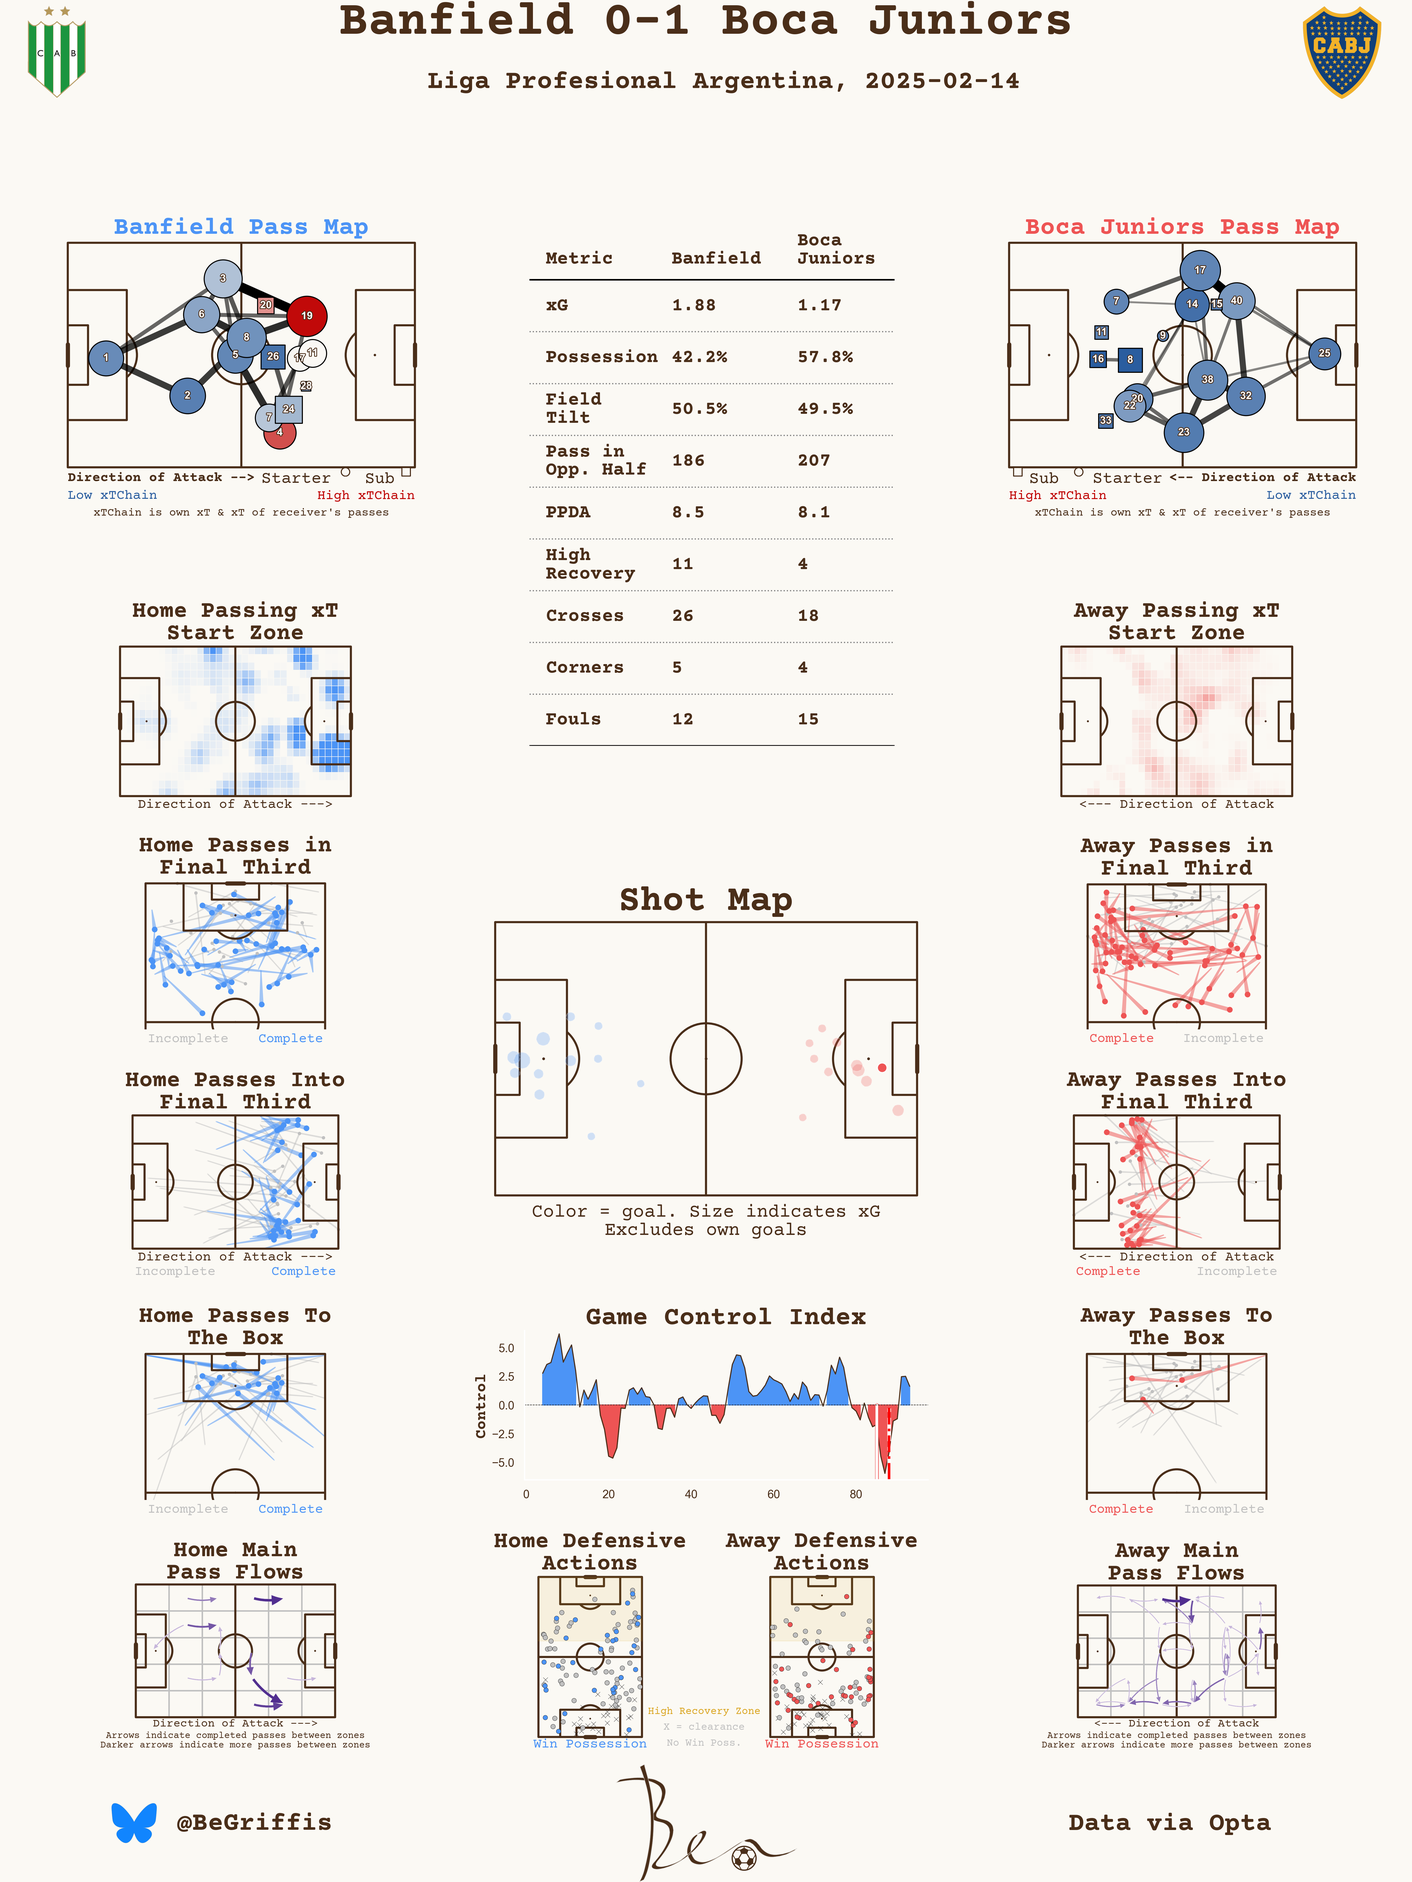 Banfield 0-1 Boca Juniors
Liga Profesional Argentina, 2025-02-14
C A B
CABJ
Banfield Pass Map
3
20
19
6
8
5
26
17
11
1
28
2
24
7
4
Direction of Attack --> Starter Sub
Low xTChain High xTChain
xTChain is own xT & xT of receiver's passes
Metric Banfield Boca Juniors
xG 1.88 1.17
Possession 42.2% 57.8%
Field Tilt 50.5% 49.5%
Pass in Opp. Half 186 207
PPDA 8.5 8.1
High Recovery 11 4
Crosses 26 18
Corners 5 4
Fouls 12 15
Boca Juniors Pass Map
17
7
14
15
40
11
9
16
8
25
38
20
22
32
33
23
Sub Starter <-- Direction of Attack
High xTChain Low xTChain
xTChain is own xT & xT of receiver's passes
Home Passing xT
Start Zone
Direction of Attack --->
Away Passing xT
Start Zone
<--- Direction of Attack
Home Passes in
Final Third
Incomplete Complete
Away Passes in
Final Third
Complete Incomplete
Shot Map
Color = goal. Size indicates xG
Excludes own goals
Home Passes Into
Final Third
Direction of Attack --->
Incomplete Complete
Away Passes Into
Final Third
<--- Direction of Attack
Complete Incomplete
Home Passes To
The Box
Incomplete Complete
Game Control Index
Control
5.0
2.5
0.0
−2.5
−5.0
0 20 40 60 80
Away Passes To
The Box
Complete Incomplete
Home Main
Pass Flows
Direction of Attack --->
Arrows indicate completed passes between zones
Darker arrows indicate more passes between zones
Home Defensive
Actions
Win Possession
High Recovery Zone
X = clearance
No Win Poss.
Away Defensive
Actions
Win Possession
Away Main
Pass Flows
<--- Direction of Attack
Arrows indicate completed passes between zones
Darker arrows indicate more passes between zones
@BeGriffis
Ben
Data via Opta